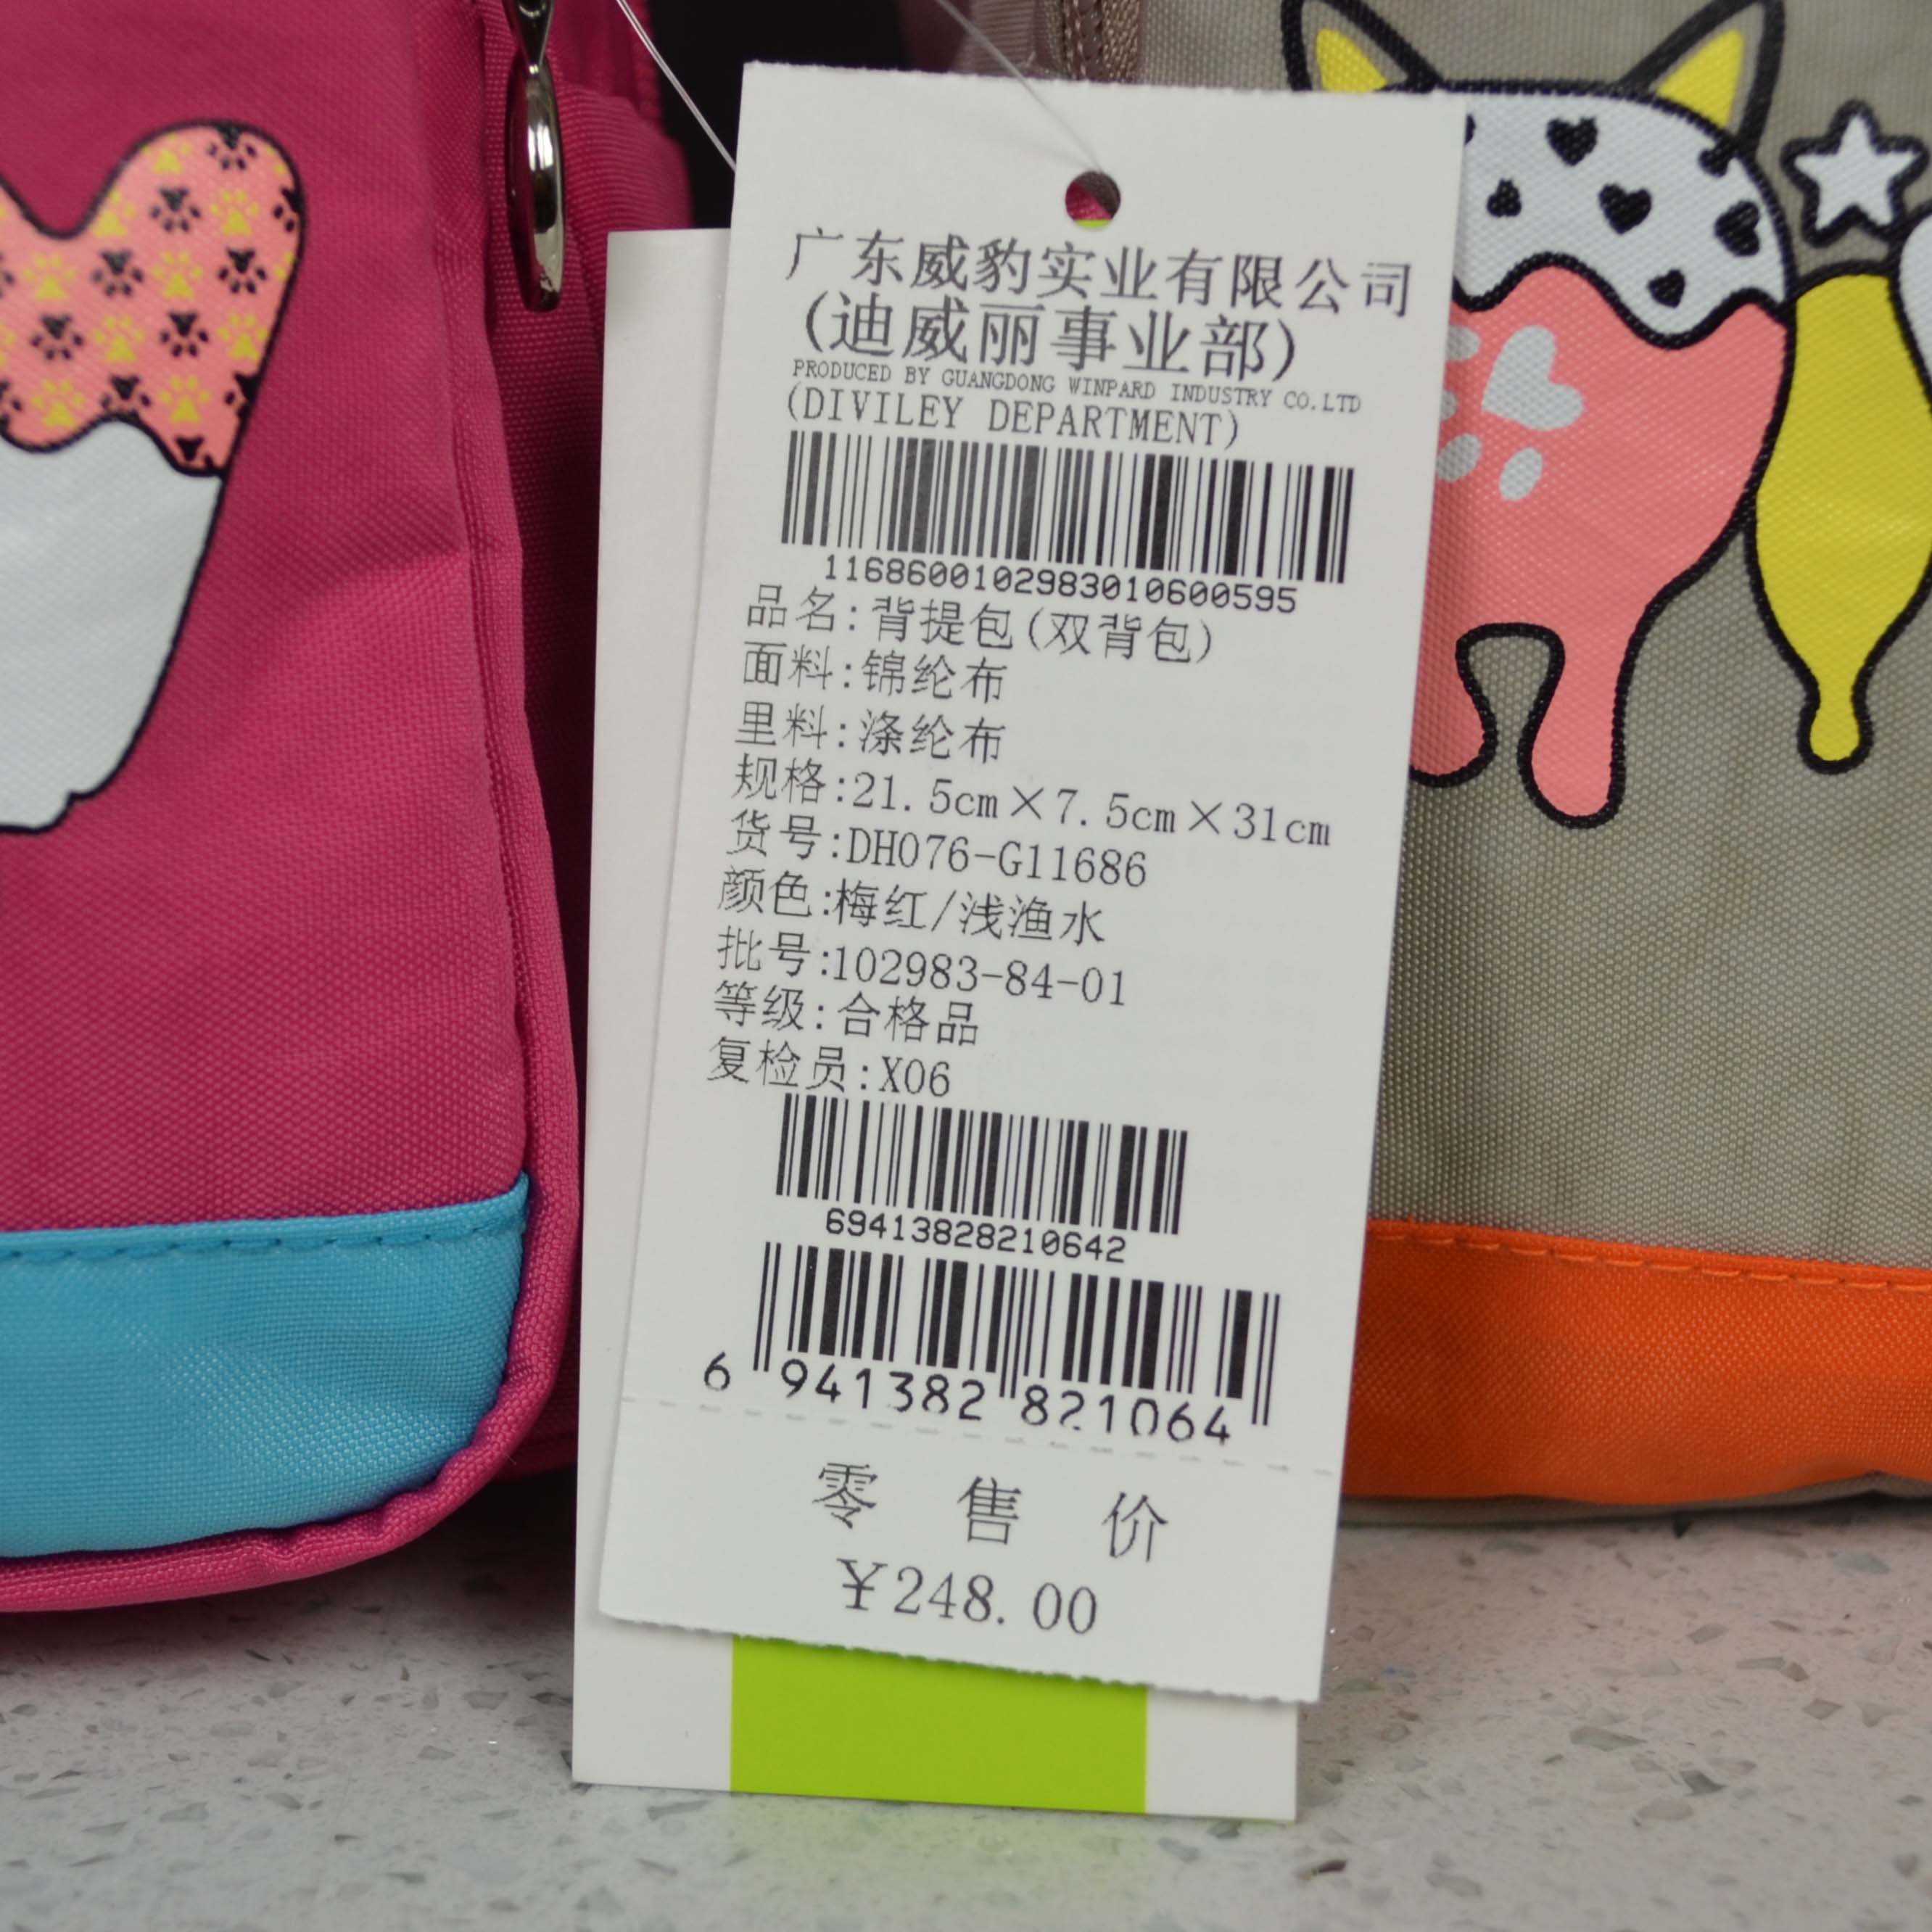 广东威豹实业有限公司
(迪威丽事业部)
PRODUCED BY GUANGDONG WINPARD INDUSTRY CO.LTD
(DIVILEY DEPARTMENT)
1168600102983010600595
品名:背提包(双背包)
面料:锦纶布
里料:涤纶布
规格:21.5cm×7.5cm×31cm
货号:DH076-G11686
颜色:梅红/浅渔水
批号:102983-84-01
等级:合格品
复检员:X06
69413828210642
6 941382 821064
零 售 价
¥248.00